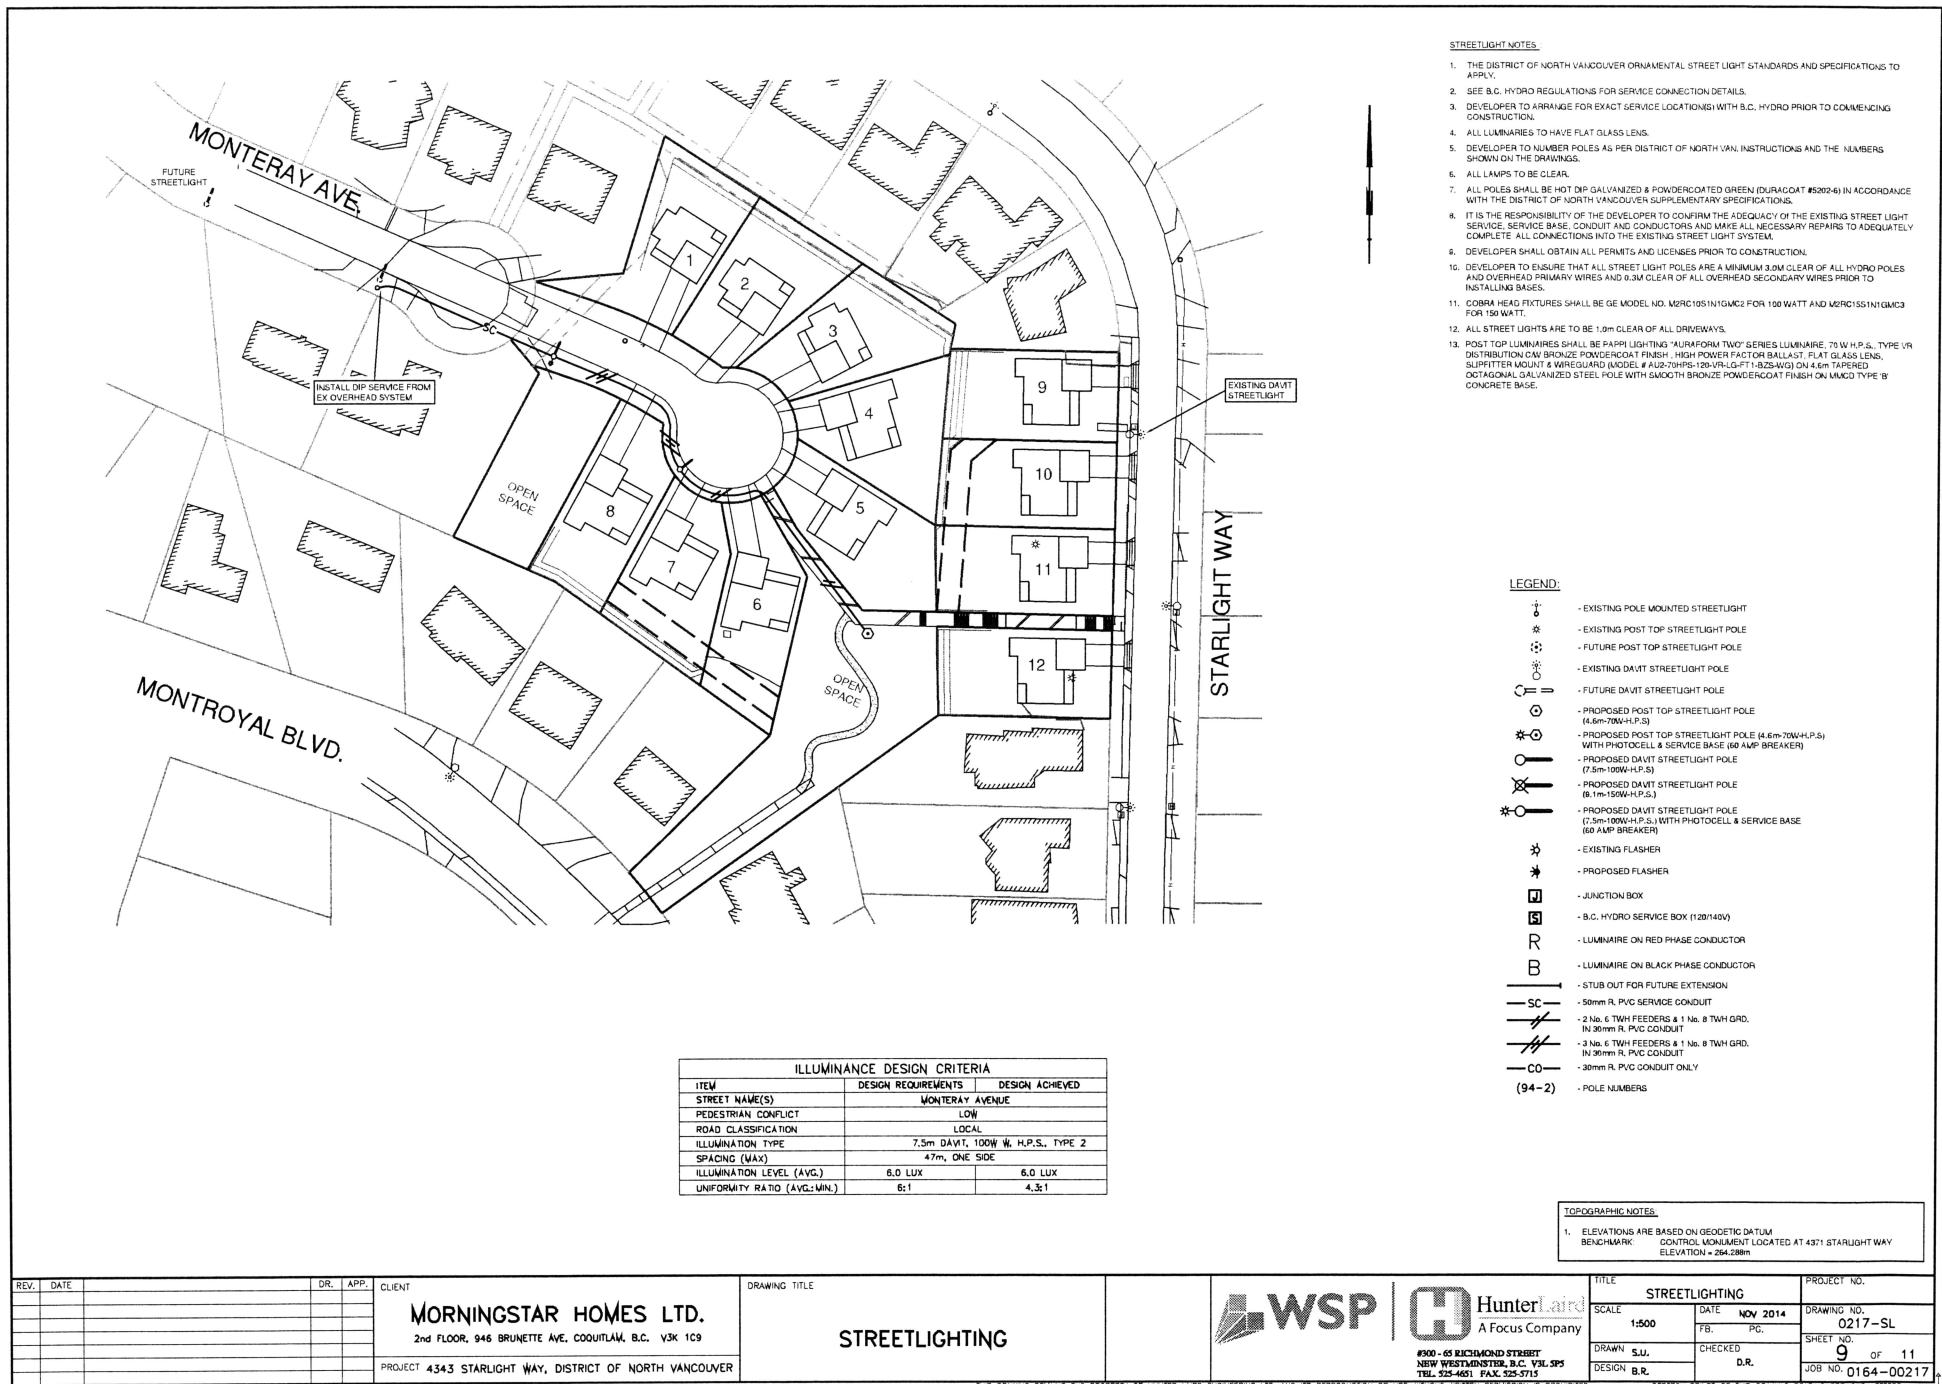 MONTERAY AVE.
FUTURE
STREETLIGHT
SC
INSTALL DIP SERVICE FROM
EX OVERHEAD SYSTEM
EXISTING DAVIT
STREETLIGHT
1
2
3
4
5
6
7
8
9
10
11
12
OPEN
SPACE
OPEN
SPACE
STARLIGHT WAY
MONTROYAL BLVD.
STREETLIGHT NOTES:
1. THE DISTRICT OF NORTH VANCOUVER ORNAMENTAL STREET LIGHT STANDARDS AND SPECIFICATIONS TO
APPLY.
2. SEE B.C. HYDRO REGULATIONS FOR SERVICE CONNECTION DETAILS.
3. DEVELOPER TO ARRANGE FOR EXACT SERVICE LOCATION(S) WITH B.C. HYDRO PRIOR TO COMMENCING
CONSTRUCTION.
4. ALL LUMINARIES TO HAVE FLAT GLASS LENS.
5. DEVELOPER TO NUMBER POLES AS PER DISTRICT OF NORTH VAN. INSTRUCTIONS AND THE NUMBERS
SHOWN ON THE DRAWINGS.
6. ALL LAMPS TO BE CLEAR.
7. ALL POLES SHALL BE HOT DIP GALVANIZED & POWDERCOATED GREEN (DURACOAT #5202-6) IN ACCORDANCE
WITH THE DISTRICT OF NORTH VANCOUVER SUPPLEMENTARY SPECIFICATIONS.
8. IT IS THE RESPONSIBILITY OF THE DEVELOPER TO CONFIRM THE ADEQUACY OF THE EXISTING STREET LIGHT
SERVICE, SERVICE BASE, CONDUIT AND CONDUCTORS AND MAKE ALL NECESSARY REPAIRS TO ADEQUATELY
COMPLETE ALL CONNECTIONS INTO THE EXISTING STREET LIGHT SYSTEM.
9. DEVELOPER SHALL OBTAIN ALL PERMITS AND LICENSES PRIOR TO CONSTRUCTION.
10. DEVELOPER TO ENSURE THAT ALL STREET LIGHT POLES ARE A MINIMUM 3.0M CLEAR OF ALL HYDRO POLES
AND OVERHEAD PRIMARY WIRES AND 0.3M CLEAR OF ALL OVERHEAD SECONDARY WIRES PRIOR TO
INSTALLING BASES.
11. COBRA HEAD FIXTURES SHALL BE GE MODEL NO. M2RC10S1N1GMC2 FOR 100 WATT AND M2RC15S1N1GMC3
FOR 150 WATT.
12. ALL STREET LIGHTS ARE TO BE 1.0m CLEAR OF ALL DRIVEWAYS.
13. POST TOP LUMINAIRES SHALL BE PAPPI LIGHTING "AURAFORM TWO" SERIES LUMINAIRE, 70 W H.P.S., TYPE VR
DISTRIBUTION C/W BRONZE POWDERCOAT FINISH, HIGH POWER FACTOR BALLAST, FLAT GLASS LENS,
SLIPFITTER MOUNT & WIREGUARD (MODEL # AU2-70HPS-120-VR-LG-FT1-BZS-WG) ON 4.6m TAPERED
OCTAGONAL GALVANIZED STEEL POLE WITH SMOOTH BRONZE POWDERCOAT FINISH ON MMCD TYPE 'B'
CONCRETE BASE.
LEGEND:
- EXISTING POLE MOUNTED STREETLIGHT
- EXISTING POST TOP STREETLIGHT POLE
- FUTURE POST TOP STREETLIGHT POLE
- EXISTING DAVIT STREETLIGHT POLE
- FUTURE DAVIT STREETLIGHT POLE
- PROPOSED POST TOP STREETLIGHT POLE
(4.6m-70W-H.P.S)
- PROPOSED POST TOP STREETLIGHT POLE (4.6m-70W-H.P.S)
WITH PHOTOCELL & SERVICE BASE (60 AMP BREAKER)
- PROPOSED DAVIT STREETLIGHT POLE
(7.5m-100W-H.P.S)
- PROPOSED DAVIT STREETLIGHT POLE
(9.1m-150W-H.P.S.)
- PROPOSED DAVIT STREETLIGHT POLE
(7.5m-100W-H.P.S.) WITH PHOTOCELL & SERVICE BASE
(60 AMP BREAKER)
- EXISTING FLASHER
- PROPOSED FLASHER
J - JUNCTION BOX
S - B.C. HYDRO SERVICE BOX (120/140V)
R - LUMINAIRE ON RED PHASE CONDUCTOR
B - LUMINAIRE ON BLACK PHASE CONDUCTOR
- STUB OUT FOR FUTURE EXTENSION
SC - 50mm R. PVC SERVICE CONDUIT
- 2 No. 6 TWH FEEDERS & 1 No. 8 TWH GRD.
IN 30mm R. PVC CONDUIT
- 3 No. 6 TWH FEEDERS & 1 No. 8 TWH GRD.
IN 30mm R. PVC CONDUIT
CO - 30mm R. PVC CONDUIT ONLY
(94-2) - POLE NUMBERS
ILLUMINANCE DESIGN CRITERIA
ITEM DESIGN REQUIREMENTS DESIGN ACHIEVED
STREET NAME(S) MONTERAY AVENUE
PEDESTRIAN CONFLICT LOW
ROAD CLASSIFICATION LOCAL
ILLUMINATION TYPE 7.5m DAVIT, 100W W. H.P.S., TYPE 2
SPACING (MAX) 47m, ONE SIDE
ILLUMINATION LEVEL (AVG.) 6.0 LUX 6.0 LUX
UNIFORMITY RATIO (AVG.:MIN.) 6:1 4.3:1
TOPOGRAPHIC NOTES:
1. ELEVATIONS ARE BASED ON GEODETIC DATUM
BENCHMARK: CONTROL MONUMENT LOCATED AT 4371 STARLIGHT WAY
ELEVATION = 264.288m
REV. DATE DR. APP.
CLIENT
MORNINGSTAR HOMES LTD.
2nd FLOOR, 946 BRUNETTE AVE, COQUITLAM, B.C. V3K 1C9
PROJECT 4343 STARLIGHT WAY, DISTRICT OF NORTH VANCOUVER
DRAWING TITLE
STREETLIGHTING
WSP
HunterLaird
A Focus Company
#300 - 65 RICHMOND STREET
NEW WESTMINSTER, B.C. V3L 5P5
TEL. 525-4651 FAX. 525-5715
TITLE
STREETLIGHTING
SCALE
1:500
DATE NOV 2014
FB. PG.
DRAWN S.U.
DESIGN B.R.
CHECKED
D.R.
PROJECT NO.
DRAWING NO.
0217-SL
SHEET NO.
9 OF 11
JOB NO. 0164-00217